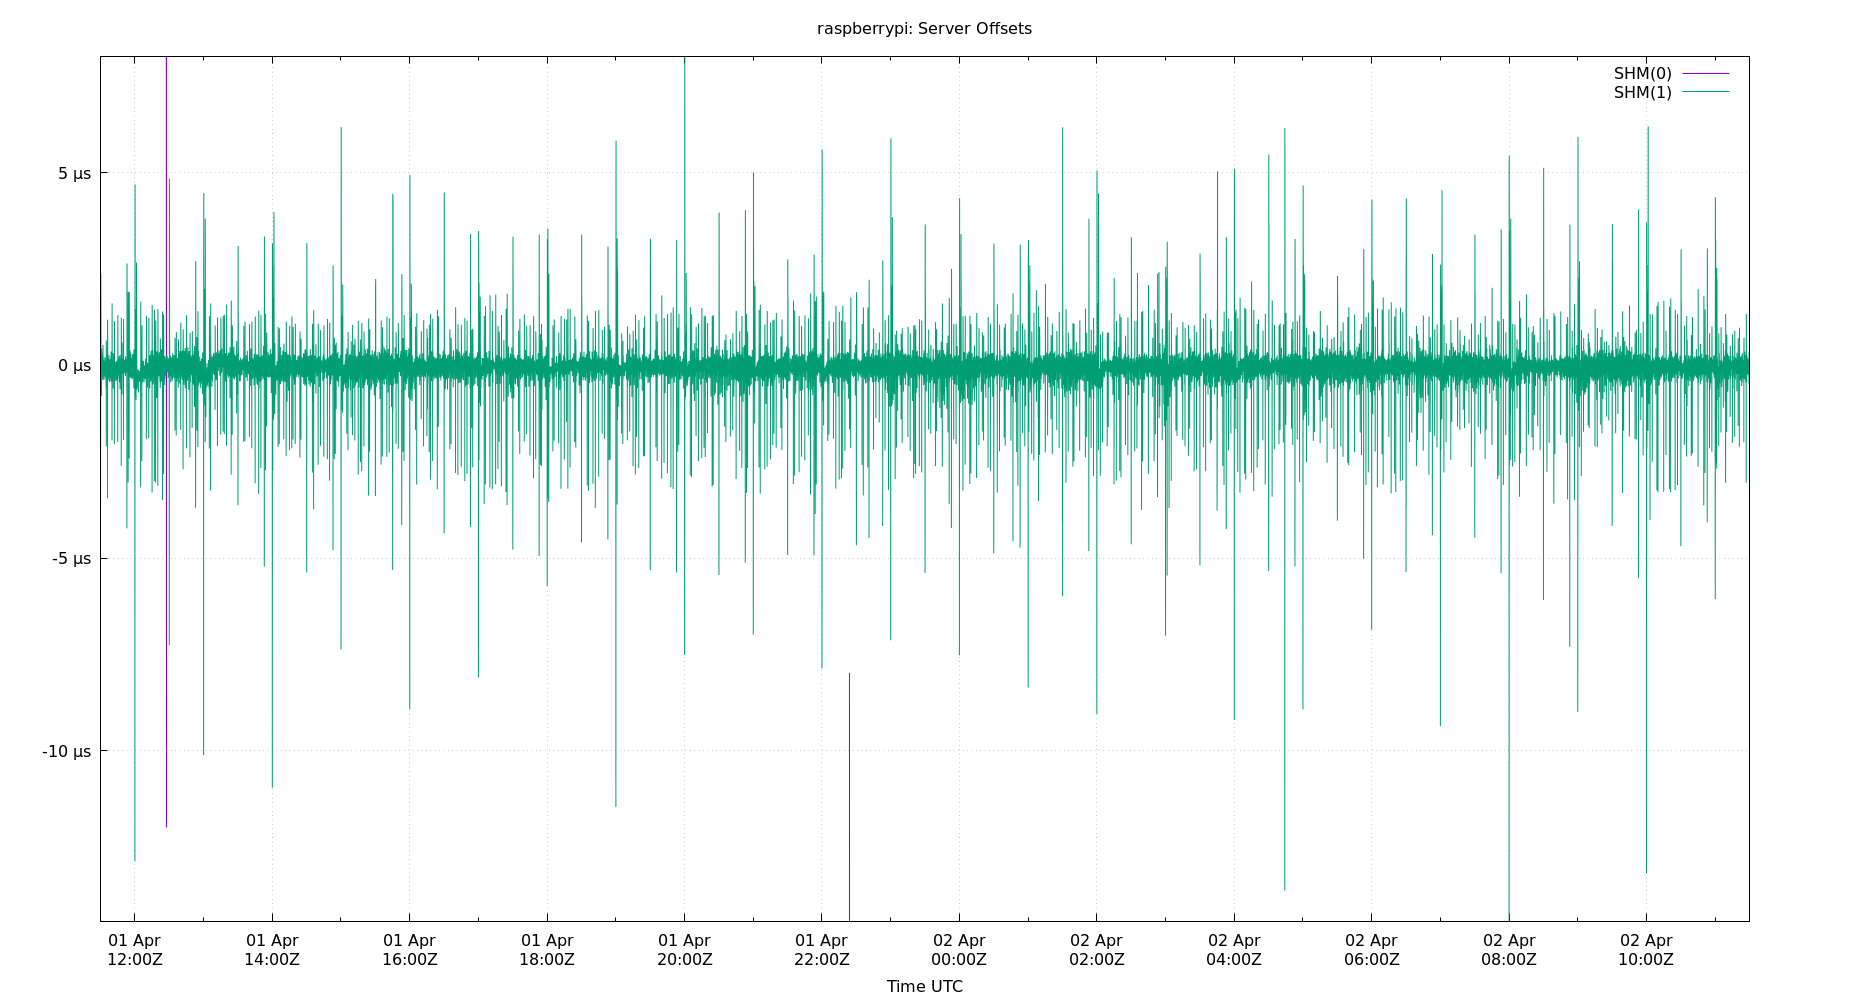 raspberrypi: Server Offsets
SHM(0)
SHM(1)
5 µs
0 µs
-5 µs
-10 µs
01 Apr 01 Apr 01 Apr 01 Apr 01 Apr 01 Apr 02 Apr 02 Apr 02 Apr 02 Apr 02 Apr 02 Apr
12:00Z 14:00Z 16:00Z 18:00Z 20:00Z 22:00Z 00:00Z 02:00Z 04:00Z 06:00Z 08:00Z 10:00Z
Time UTC